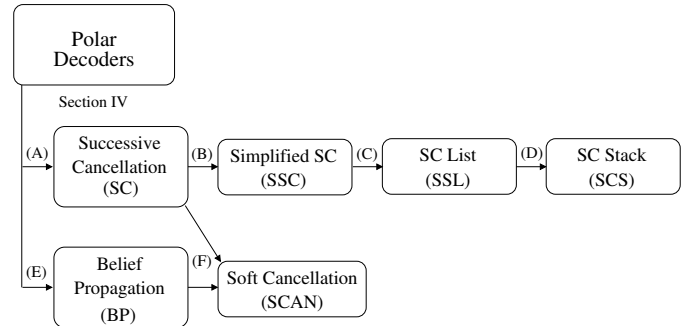 Polar
Decoders
Section IV
(A)
Successive
Cancellation
(SC)
(B)
Simplified SC
(SSC)
(C)
SC List
(SSL)
(D)
SC Stack
(SCS)
(E)
Belief
Propagation
(BP)
(F)
Soft Cancellation
(SCAN)